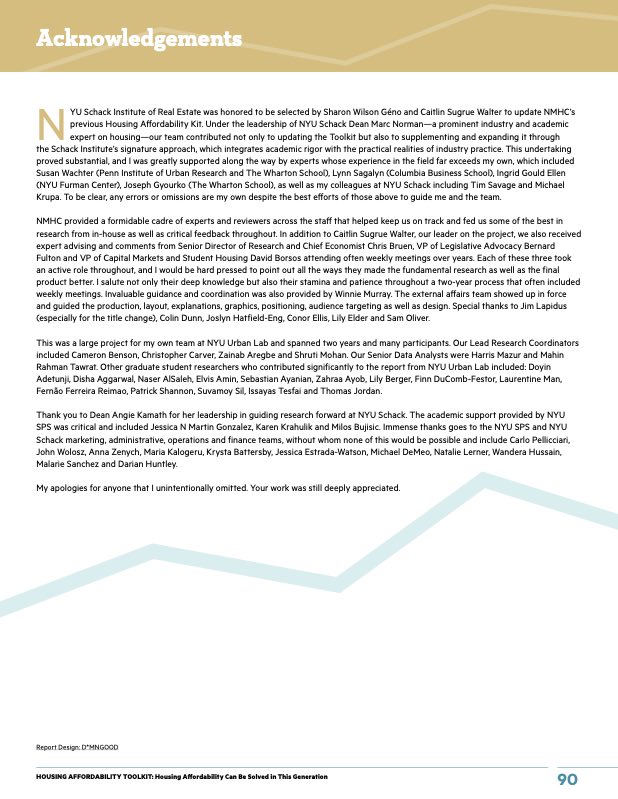 Acknowledgements
NYU Schack Institute of Real Estate was honored to be selected by Sharon Wilson Géno and Caitlin Sugrue Walter to update NMHC's
previous Housing Affordability Kit. Under the leadership of NYU Schack Dean Marc Norman—a prominent industry and academic
expert on housing—our team contributed not only to updating the Toolkit but also to supplementing and expanding it through
the Schack Institute's signature approach, which integrates academic rigor with the practical realities of industry practice. This undertaking
proved substantial, and I was greatly supported along the way by experts whose experience in the field far exceeds my own, which included
Susan Wachter (Penn Institute of Urban Research and The Wharton School), Lynn Sagalyn (Columbia Business School), Ingrid Gould Ellen
(NYU Furman Center), Joseph Gyourko (The Wharton School), as well as my colleagues at NYU Schack including Tim Savage and Michael
Krupa. To be clear, any errors or omissions are my own despite the best efforts of those above to guide me and the team.
NMHC provided a formidable cadre of experts and reviewers across the staff that helped keep us on track and fed us some of the best in
research from in-house as well as critical feedback throughout. In addition to Caitlin Sugrue Walter, our leader on the project, we also received
expert advising and comments from Senior Director of Research and Chief Economist Chris Bruen, VP of Legislative Advocacy Bernard
Fulton and VP of Capital Markets and Student Housing David Borsos attending often weekly meetings over years. Each of these three took
an active role throughout, and I would be hard pressed to point out all the ways they made the fundamental research as well as the final
product better. I salute not only their deep knowledge but also their stamina and patience throughout a two-year process that often included
weekly meetings. Invaluable guidance and coordination was also provided by Winnie Murray. The external affairs team showed up in force
and guided the production, layout, explanations, graphics, positioning, audience targeting as well as design. Special thanks to Jim Lapidus
(especially for the title change), Colin Dunn, Joslyn Hatfield-Eng, Conor Ellis, Lily Elder and Sam Oliver.
This was a large project for my own team at NYU Urban Lab and spanned two years and many participants. Our Lead Research Coordinators
included Cameron Benson, Christopher Carver, Zainab Aregbe and Shruti Mohan. Our Senior Data Analysts were Harris Mazur and Mahin
Rahman Tawrat. Other graduate student researchers who contributed significantly to the report from NYU Urban Lab included: Doyin
Adetunji, Disha Aggarwal, Naser AlSaleh, Elvis Amin, Sebastian Ayanian, Zahraa Ayob, Lily Berger, Finn DuComb-Festor, Laurentine Man,
Fernão Ferreira Reimao, Patrick Shannon, Suvamoy Sil, Issayas Tesfai and Thomas Jordan.
Thank you to Dean Angie Kamath for her leadership in guiding research forward at NYU Schack. The academic support provided by NYU
SPS was critical and included Jessica N Martin Gonzalez, Karen Krahulik and Milos Bujisic. Immense thanks goes to the NYU SPS and NYU
Schack marketing, administrative, operations and finance teams, without whom none of this would be possible and include Carlo Pellicciari,
John Wolosz, Anna Zenych, Maria Kalogeru, Krysta Battersby, Jessica Estrada-Watson, Michael DeMeo, Natalie Lerner, Wandera Hussain,
Malarie Sanchez and Darian Huntley.
My apologies for anyone that I unintentionally omitted. Your work was still deeply appreciated.
Report Design: D*MNGOOD
HOUSING AFFORDABILITY TOOLKIT: Housing Affordability Can Be Solved in This Generation
90